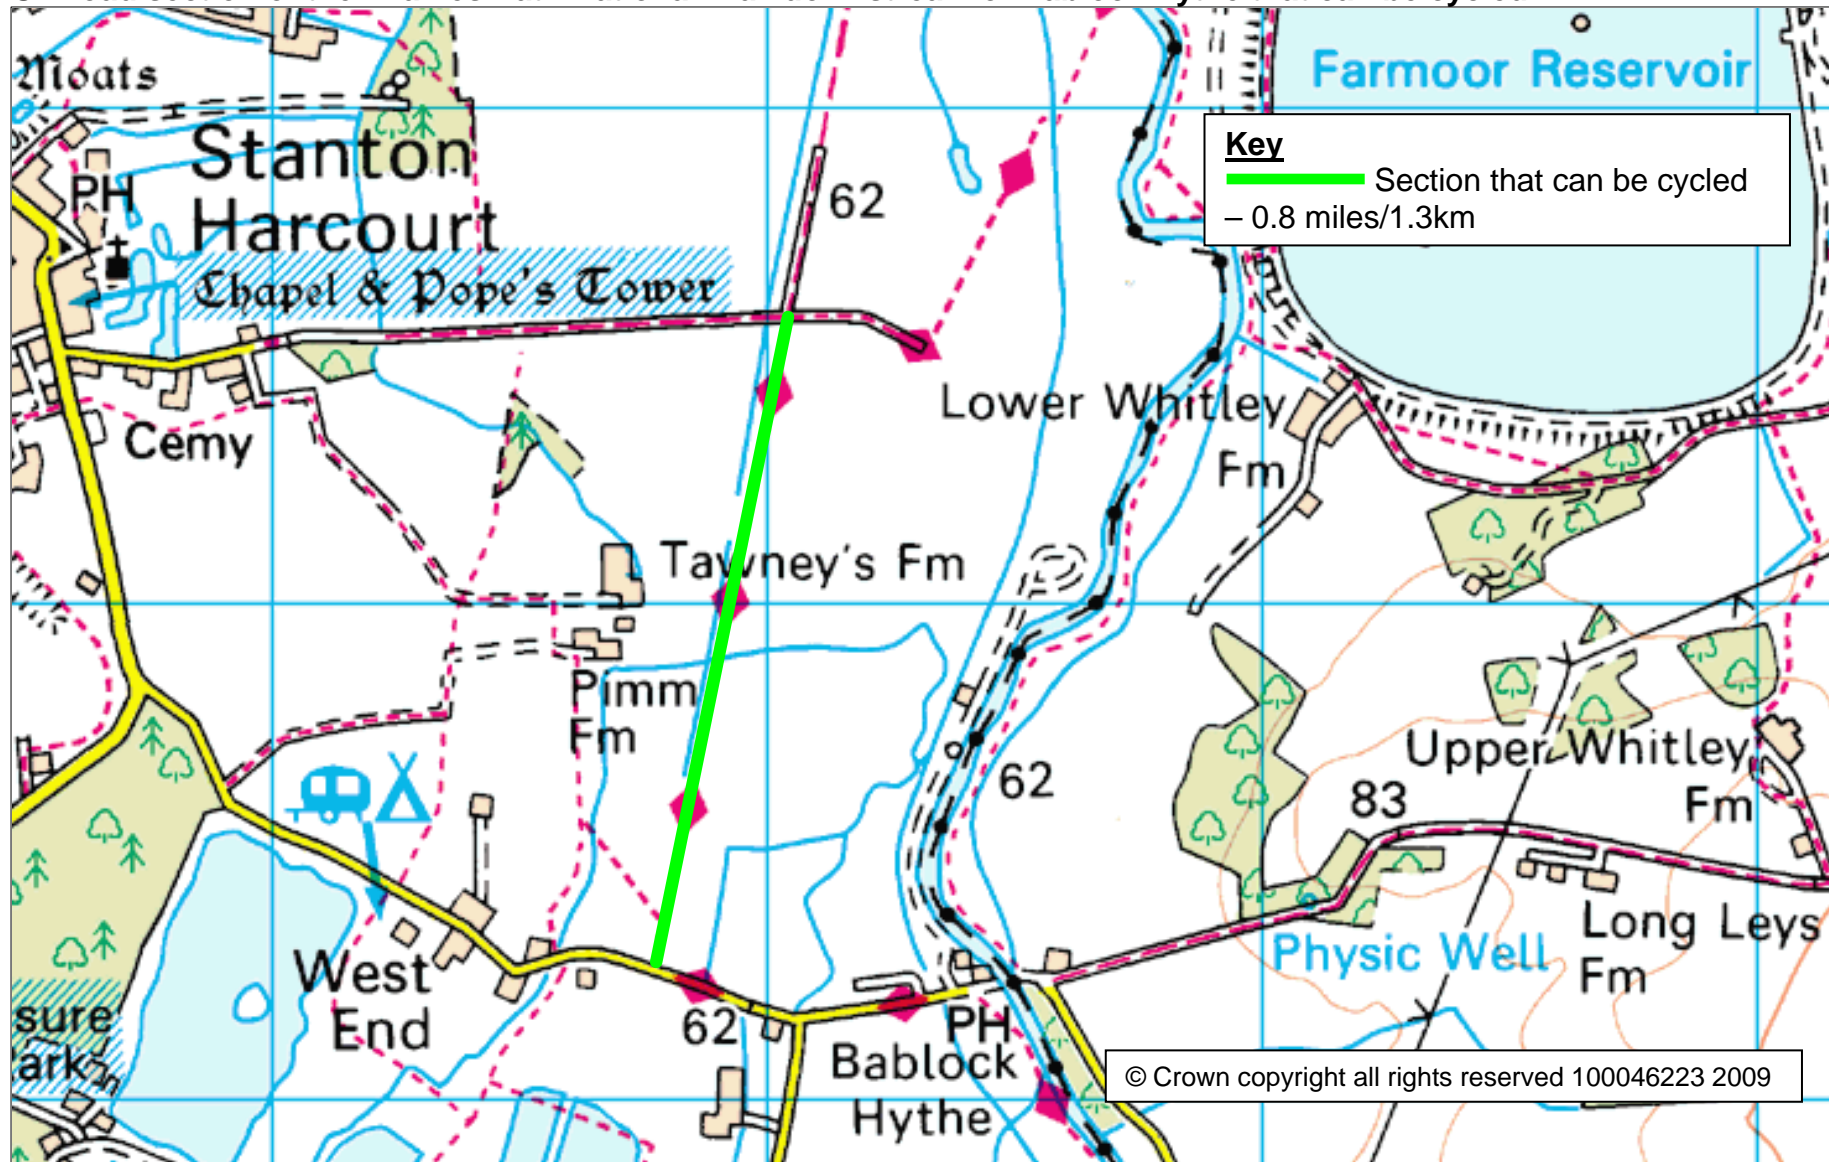 Moats
Farmoor Reservoir
Stanton
Harcourt
PH
62
Key
Section that can be cycled
– 0.8 miles/1.3km
Chapel & Pope's Tower
Lower Whitley
Fm
Cemy
Tawney's Fm
Pimm
Fm
62
Upper Whitley
Fm
83
Long Leys
Fm
Physic Well
West
End
62
PH
Bablock
Hythe
sure
ark
© Crown copyright all rights reserved 100046223 2009